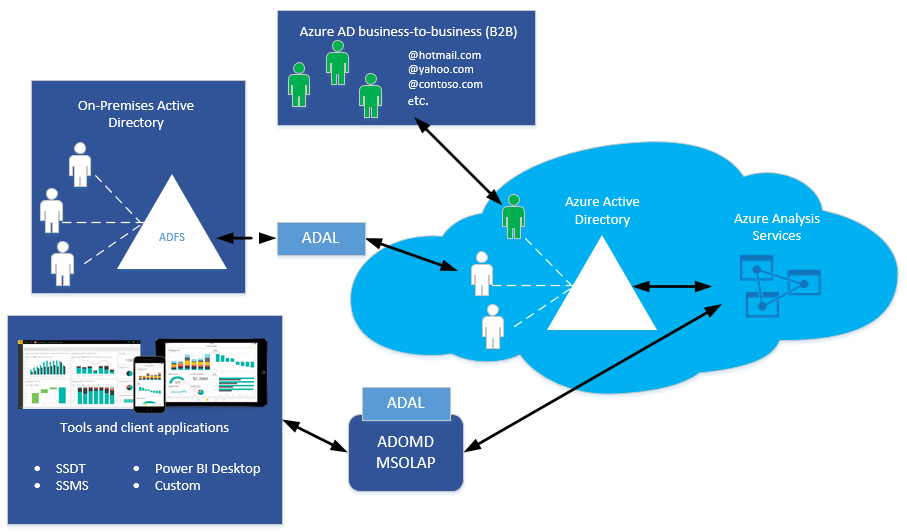 Azure AD business-to-business (B2B)
@hotmail.com
@yahoo.com
@contoso.com
etc.
On-Premises Active
Directory
ADFS
ADAL
Azure Active
Directory
Azure Analysis
Services
Tools and client applications
SSDT
SSMS
Power BI Desktop
Custom
ADAL
ADOMD
MSOLAP